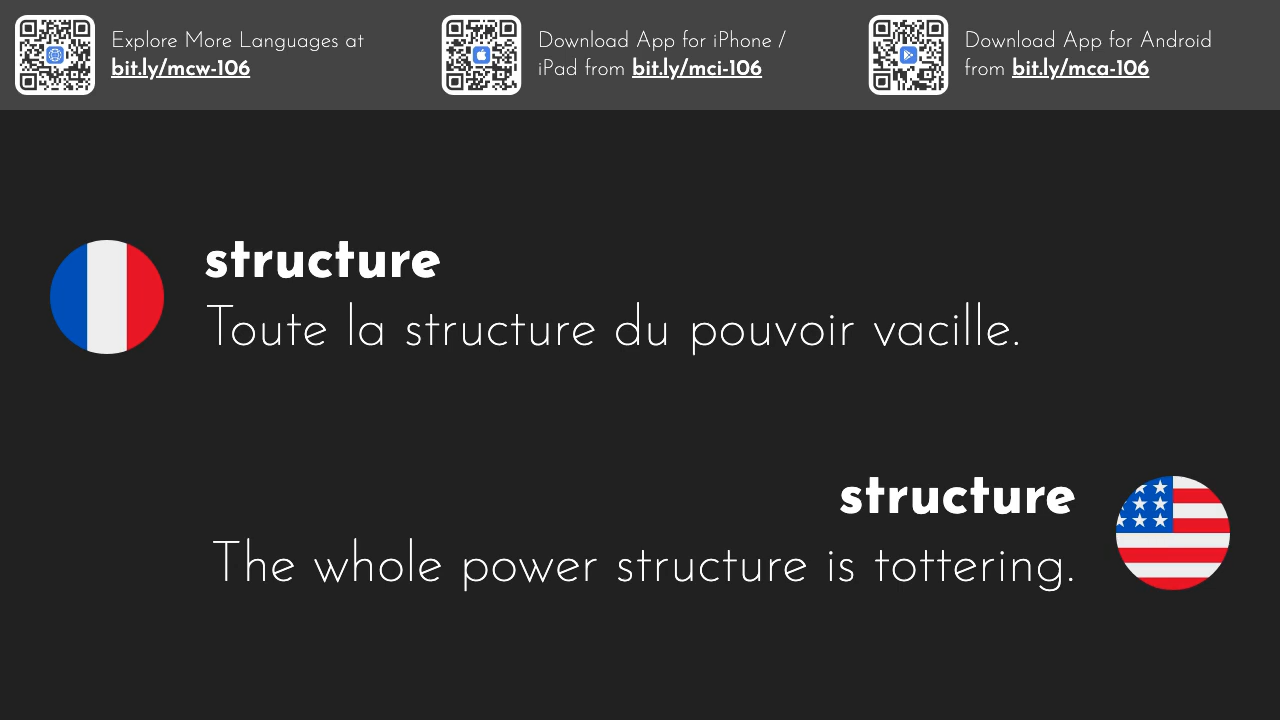 Explore More Languages at
bit.ly/mcw-106
Download App for iPhone /
iPad from bit.ly/mci-106
Download App for Android
from bit.ly/mca-106
structure
Toute la structure du pouvoir vacille.
structure
The whole power structure is tottering.